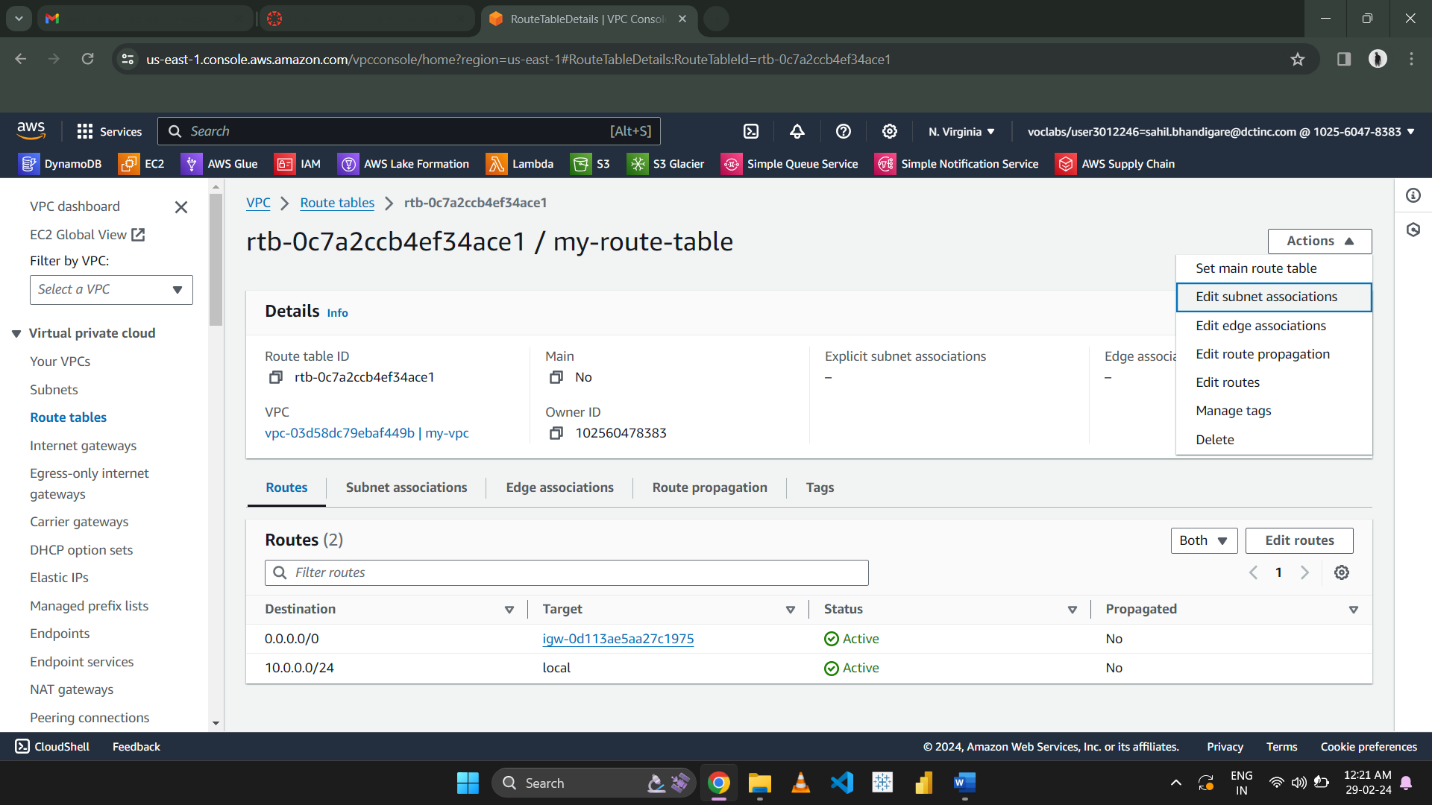 RouteTableDetails | VPC Consol
us-east-1.console.aws.amazon.com/vpcconsole/home?region=us-east-1#RouteTableDetails:RouteTableId=rtb-0c7a2ccb4ef34ace1
aws Services Search [Alt+S] N. Virginia voclabs/user3012246=sahil.bhandigare@dctinc.com @ 1025-6047-8383
DynamoDB EC2 AWS Glue IAM AWS Lake Formation Lambda S3 S3 Glacier Simple Queue Service Simple Notification Service AWS Supply Chain
VPC dashboard
EC2 Global View
Filter by VPC:
Select a VPC
Virtual private cloud
Your VPCs
Subnets
Route tables
Internet gateways
Egress-only internet
gateways
Carrier gateways
DHCP option sets
Elastic IPs
Managed prefix lists
Endpoints
Endpoint services
NAT gateways
Peering connections
VPC Route tables rtb-0c7a2ccb4ef34ace1
rtb-0c7a2ccb4ef34ace1 / my-route-table
Actions
Set main route table
Edit subnet associations
Edit edge associations
Edit route propagation
Edit routes
Manage tags
Delete
Details Info
Route table ID Main Explicit subnet associations Edge associa
rtb-0c7a2ccb4ef34ace1 No – –
VPC Owner ID
vpc-03d58dc79ebaf449b | my-vpc 102560478383
Routes Subnet associations Edge associations Route propagation Tags
Routes (2) Both Edit routes
Filter routes 1
Destination Target Status Propagated
0.0.0.0/0 igw-0d113ae5aa27c1975 Active No
10.0.0.0/24 local Active No
CloudShell Feedback © 2024, Amazon Web Services, Inc. or its affiliates. Privacy Terms Cookie preferences
Search ENG 12:21 AM
IN 29-02-24